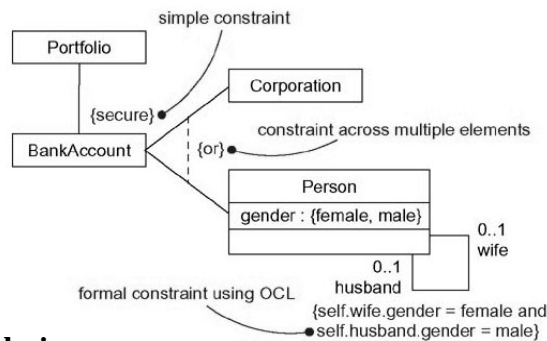 simple constraint
Portfolio
Corporation
{secure}
constraint across multiple elements
BankAccount
{or}
Person
gender : {female, male}
0..1
wife
0..1
husband
formal constraint using OCL
{self.wife.gender = female and
self.husband.gender = male}